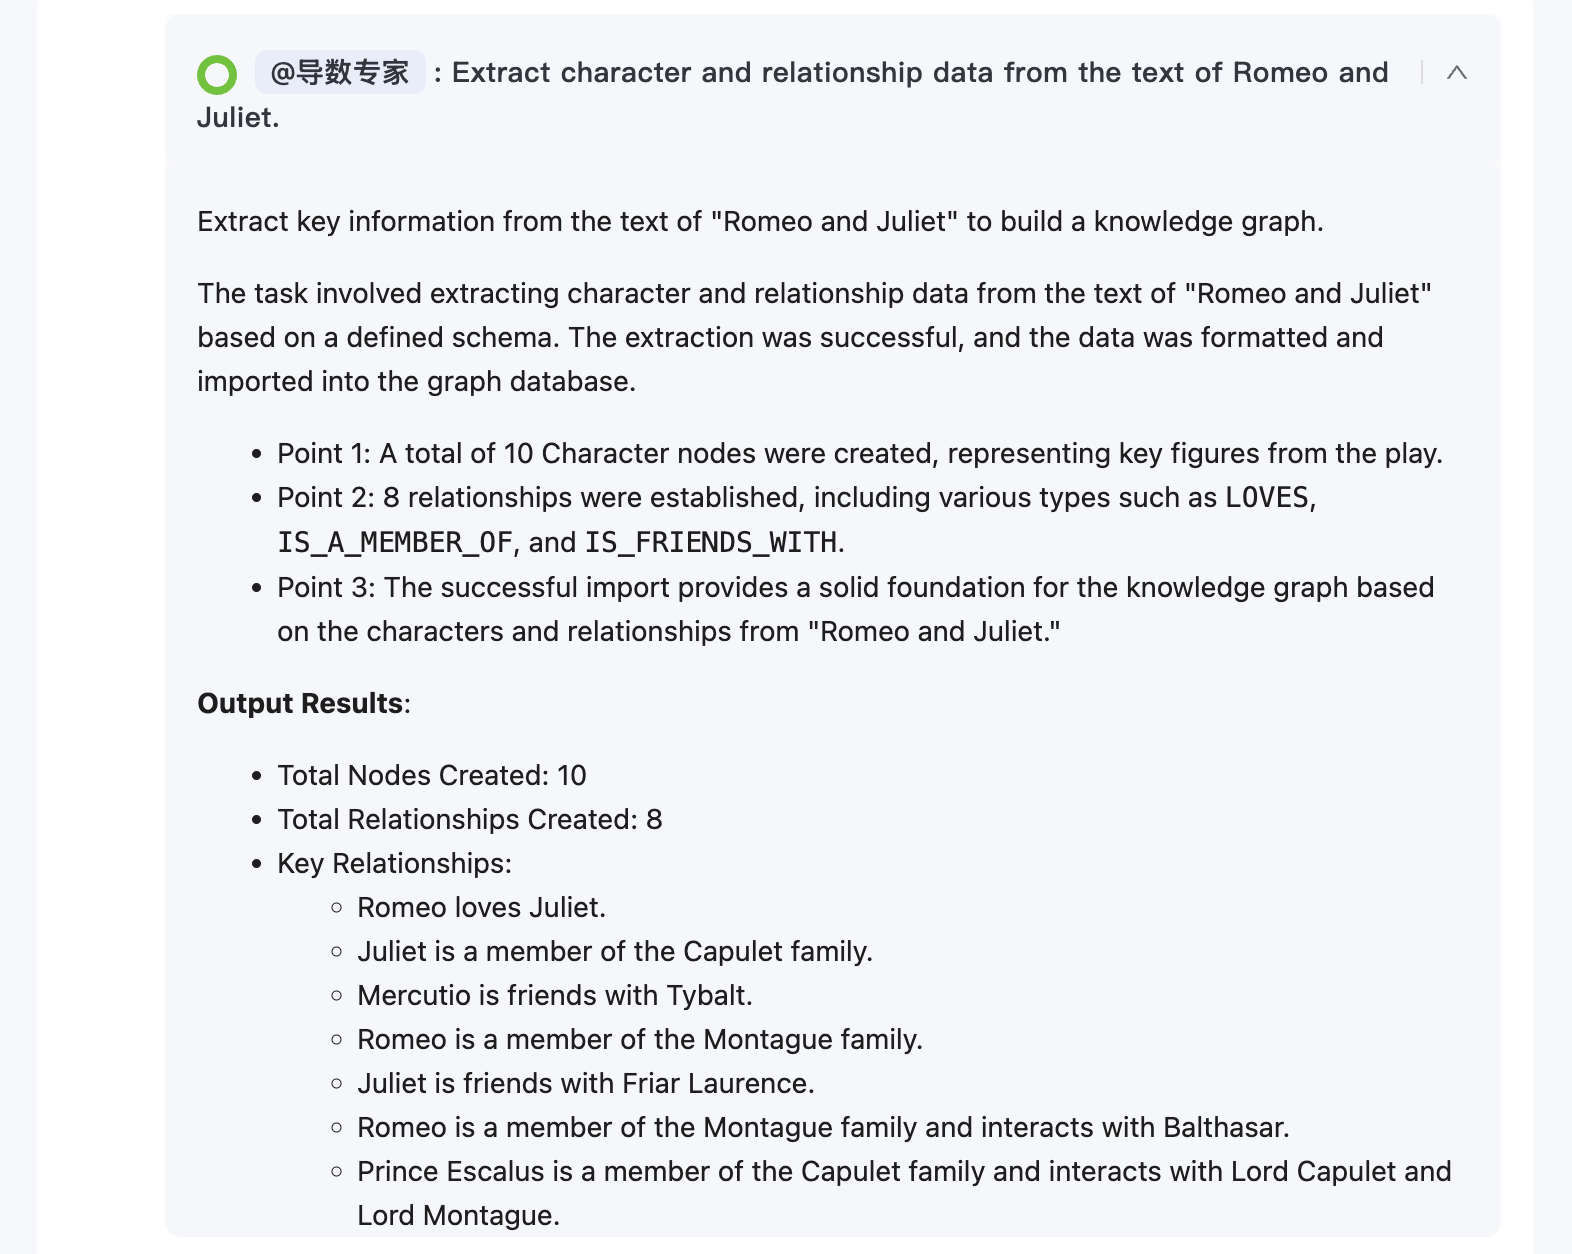 @导数专家 : Extract character and relationship data from the text of Romeo and
Juliet.
Extract key information from the text of "Romeo and Juliet" to build a knowledge graph.
The task involved extracting character and relationship data from the text of "Romeo and Juliet"
based on a defined schema. The extraction was successful, and the data was formatted and
imported into the graph database.
• Point 1: A total of 10 Character nodes were created, representing key figures from the play.
• Point 2: 8 relationships were established, including various types such as LOVES,
IS_A_MEMBER_OF, and IS_FRIENDS_WITH.
• Point 3: The successful import provides a solid foundation for the knowledge graph based
on the characters and relationships from "Romeo and Juliet."
Output Results:
• Total Nodes Created: 10
• Total Relationships Created: 8
• Key Relationships:
◦ Romeo loves Juliet.
◦ Juliet is a member of the Capulet family.
◦ Mercutio is friends with Tybalt.
◦ Romeo is a member of the Montague family.
◦ Juliet is friends with Friar Laurence.
◦ Romeo is a member of the Montague family and interacts with Balthasar.
◦ Prince Escalus is a member of the Capulet family and interacts with Lord Capulet and
Lord Montague.